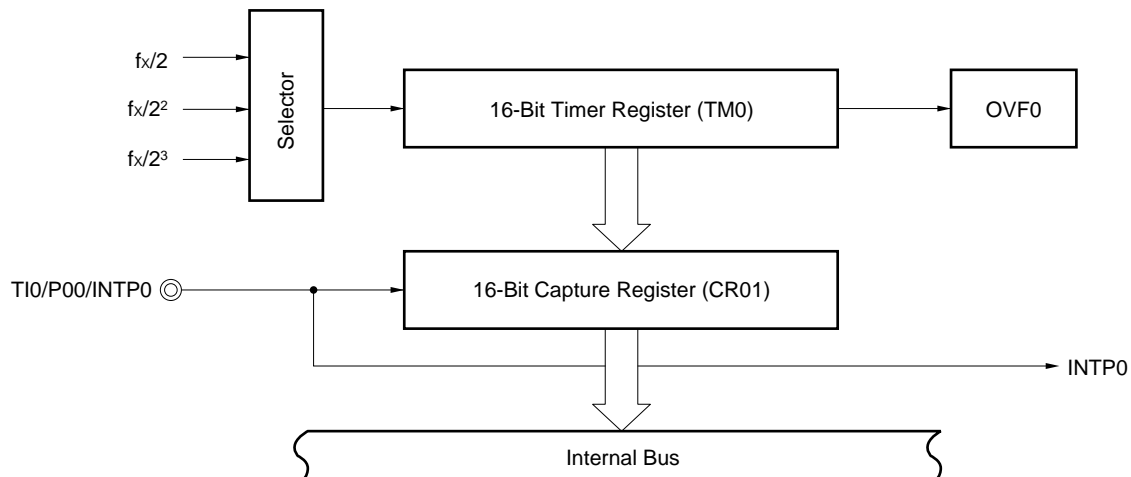 fX/2
fX/2²
fX/2³
Selector
16-Bit Timer Register (TM0)
OVF0
TI0/P00/INTP0
16-Bit Capture Register (CR01)
INTP0
Internal Bus